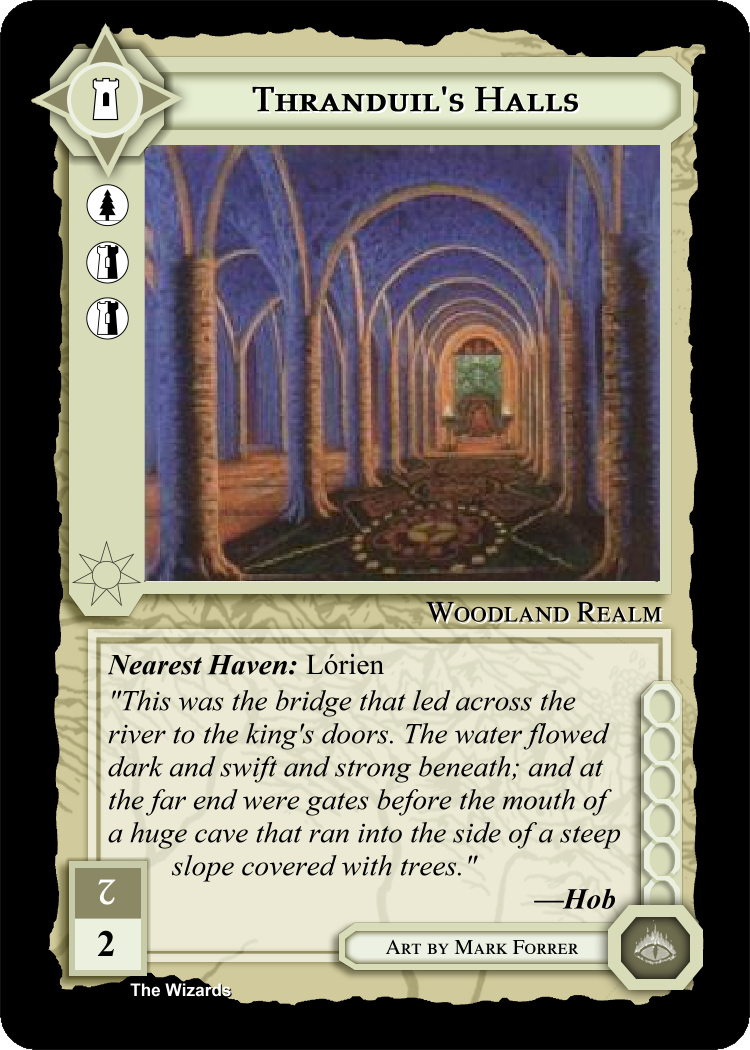 Thranduil's Halls
Woodland Realm
Nearest Haven: Lórien
"This was the bridge that led across the
river to the king's doors. The water flowed
dark and swift and strong beneath; and at
the far end were gates before the mouth of
a huge cave that ran into the side of a steep
slope covered with trees."
—Hob
2
2
Art by Mark Forrer
The Wizards